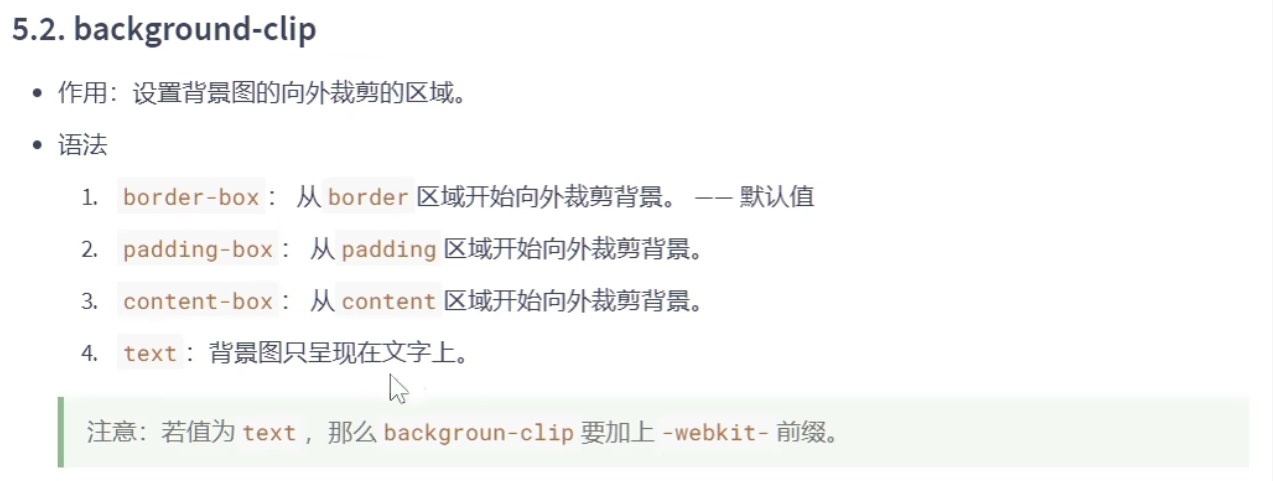 5.2. background-clip
• 作用：设置背景图的向外裁剪的区域。
• 语法
1. border-box： 从 border 区域开始向外裁剪背景。 —— 默认值
2. padding-box： 从 padding 区域开始向外裁剪背景。
3. content-box： 从 content 区域开始向外裁剪背景。
4. text：背景图只呈现在文字上。
注意：若值为 text ，那么 backgroun-clip 要加上 -webkit- 前缀。